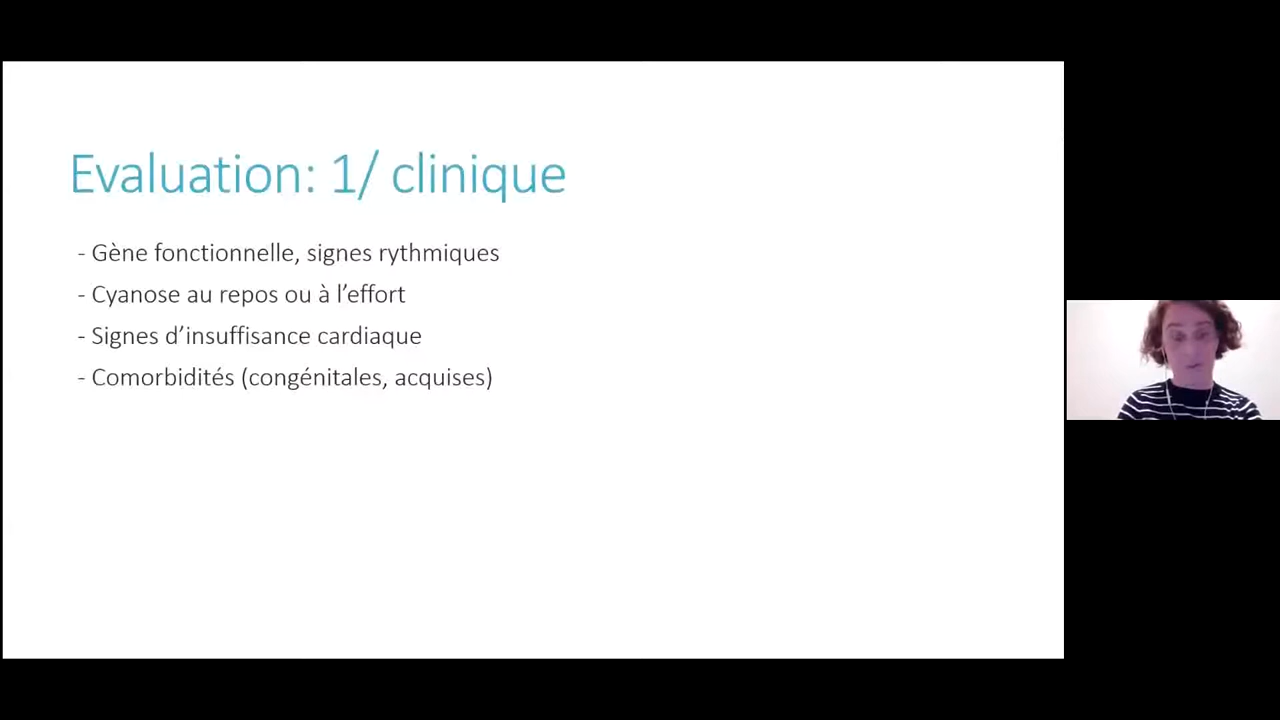 Evaluation: 1/ clinique
- Gène fonctionnelle, signes rythmiques
- Cyanose au repos ou à l’effort
- Signes d’insuffisance cardiaque
- Comorbidités (congénitales, acquises)